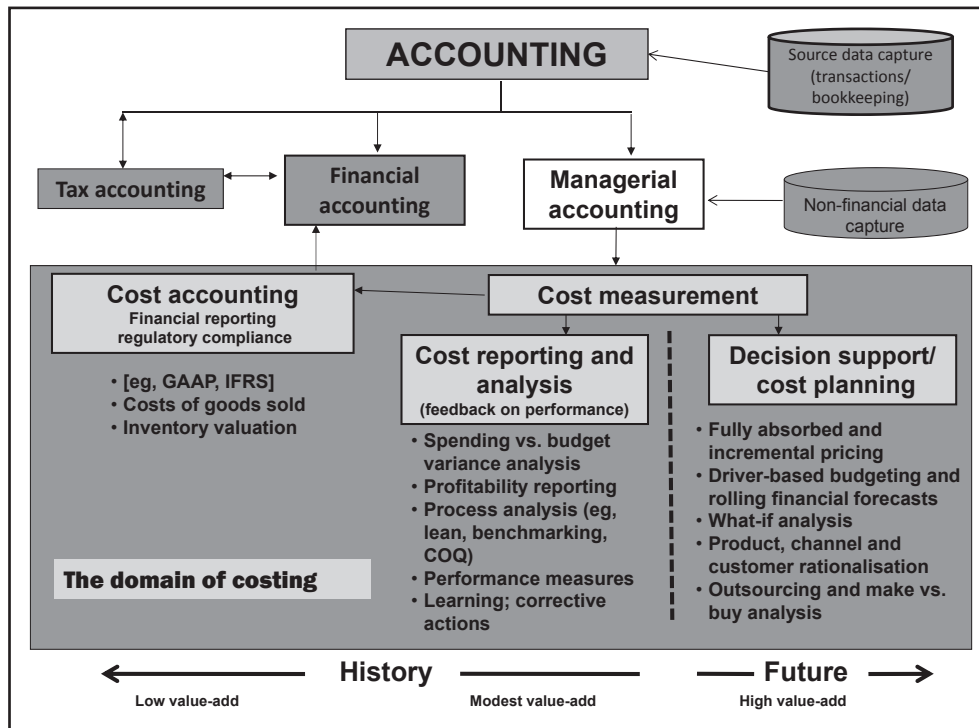 ACCOUNTING
Source data capture
(transactions/
bookkeeping)
Tax accounting
Financial
accounting
Managerial
accounting
Non-financial data
capture
Cost accounting
Financial reporting
regulatory compliance
Cost measurement
• [eg, GAAP, IFRS]
• Costs of goods sold
• Inventory valuation
Cost reporting and
analysis
(feedback on performance)
• Spending vs. budget
variance analysis
• Profitability reporting
• Process analysis (eg,
lean, benchmarking,
COQ)
• Performance measures
• Learning; corrective
actions
Decision support/
cost planning
• Fully absorbed and
incremental pricing
• Driver-based budgeting and
rolling financial forecasts
• What-if analysis
• Product, channel and
customer rationalisation
• Outsourcing and make vs.
buy analysis
The domain of costing
History
Future
Low value-add
Modest value-add
High value-add